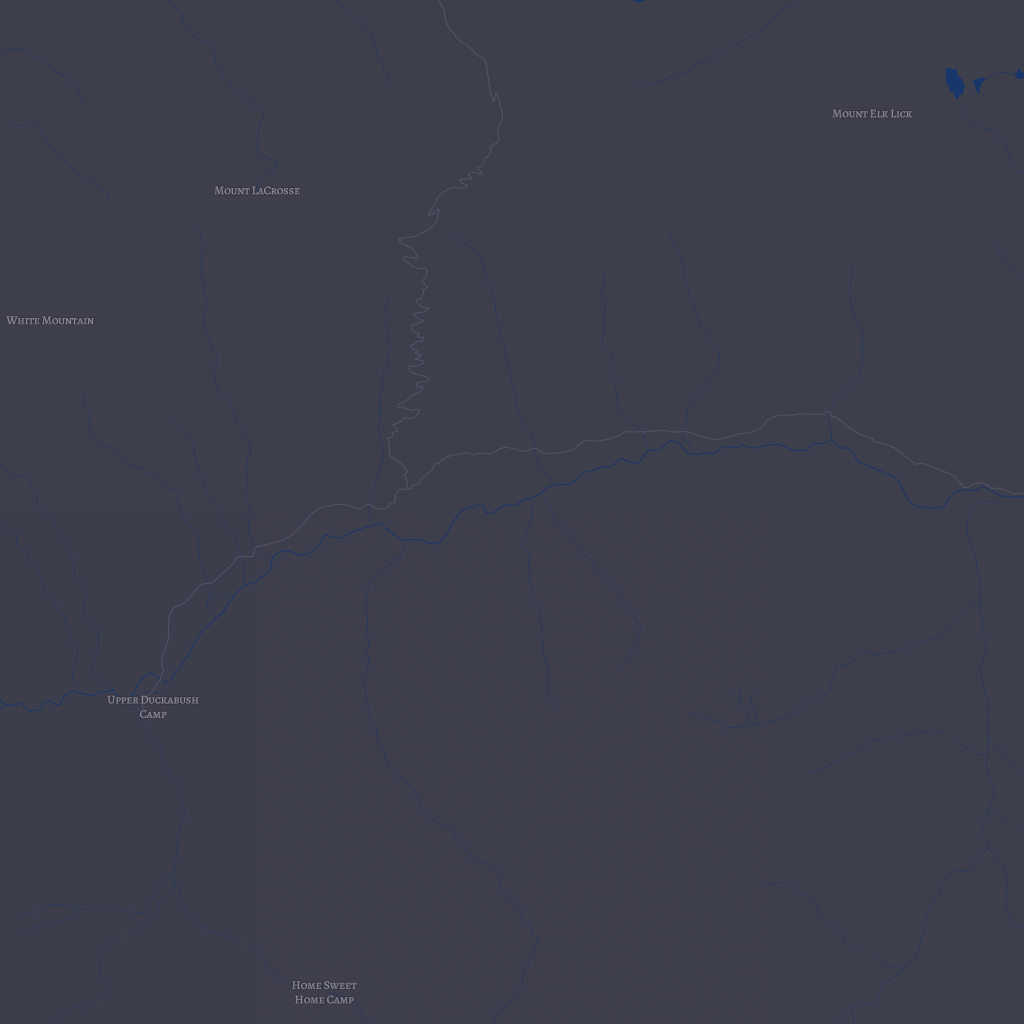 Mount Elk Lick
Mount LaCrosse
White Mountain
Upper Duckabush
Camp
Home Sweet
Home Camp